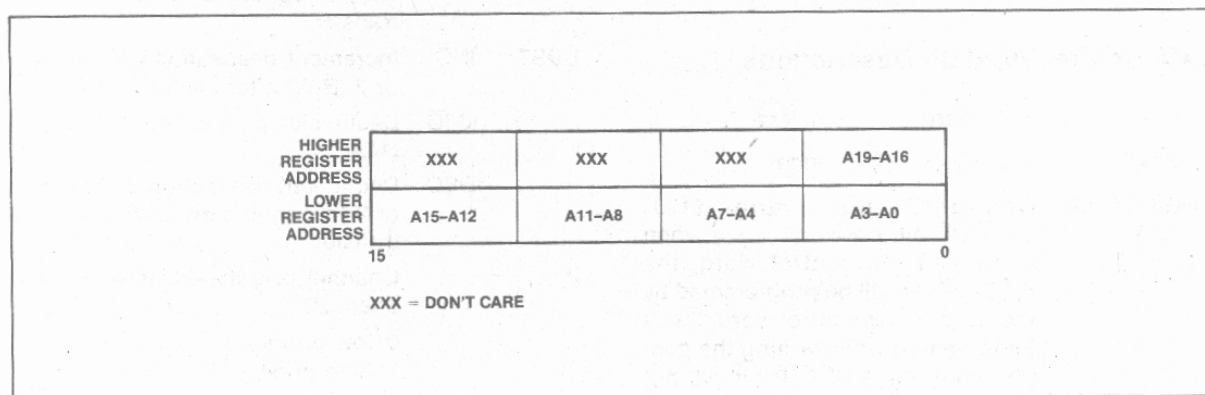 HIGHER
REGISTER
ADDRESS
XXX XXX XXX A19–A16
LOWER
REGISTER
ADDRESS
A15–A12 A11–A8 A7–A4 A3–A0
15 0
XXX = DON'T CARE